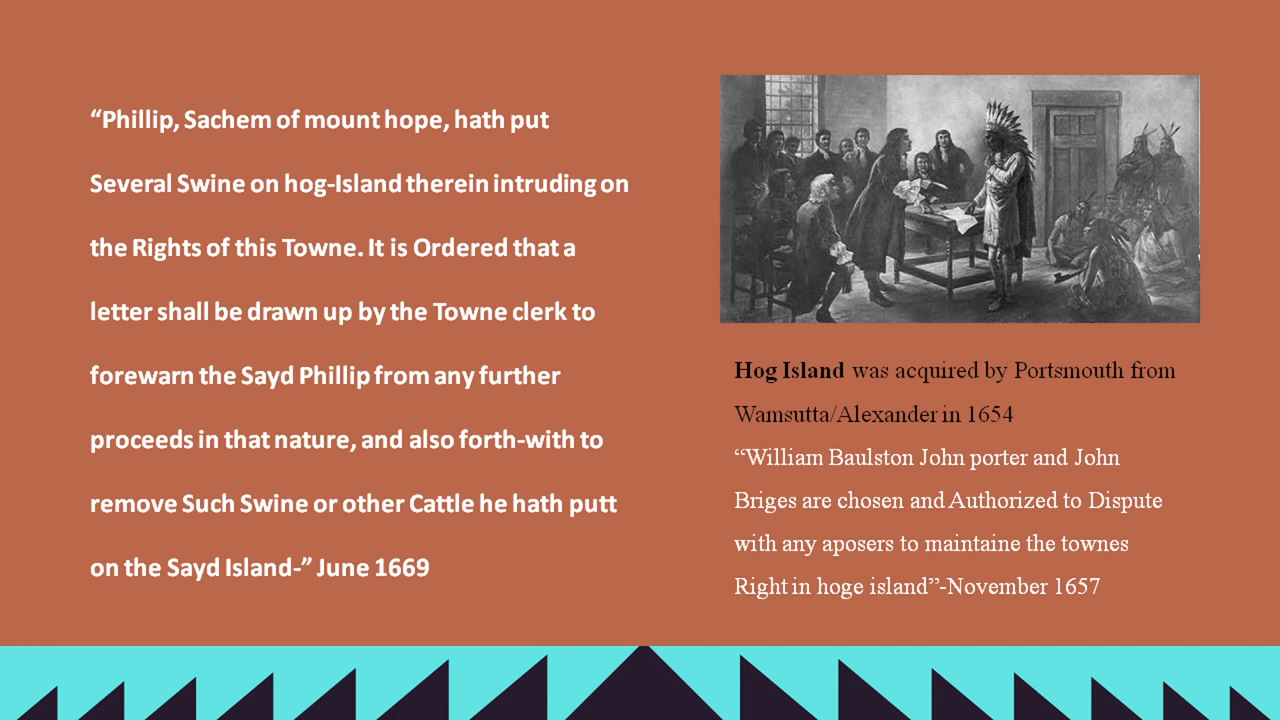 “Phillip, Sachem of mount hope, hath put
Several Swine on hog-Island therein intruding on
the Rights of this Towne. It is Ordered that a
letter shall be drawn up by the Towne clerk to
forewarn the Sayd Phillip from any further
proceeds in that nature, and also forth-with to
remove Such Swine or other Cattle he hath putt
on the Sayd Island-” June 1669
Hog Island was acquired by Portsmouth from
Wamsutta/Alexander in 1654
“William Baulston John porter and John
Briges are chosen and Authorized to Dispute
with any aposers to maintaine the townes
Right in hoge island”-November 1657